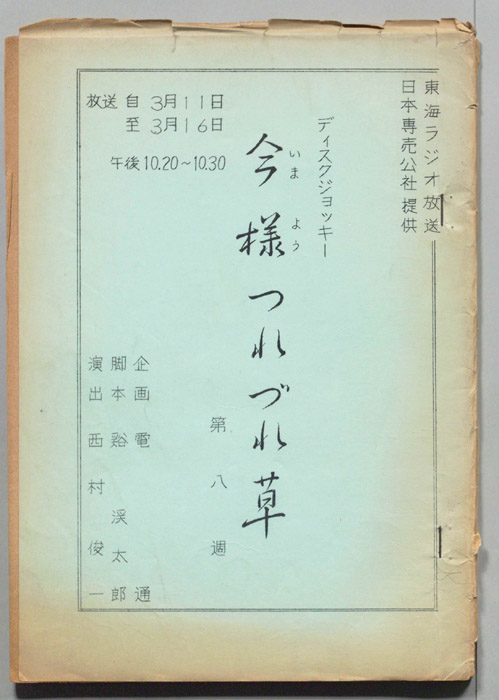 東海ラジオ放送
日本専売公社 提供
ディスクジョッキー
今様つれづれ草
いま よう
第八週
放送 自 3月11日
至 3月16日
午後 10.20～10.30
企画 電通
脚本 谿渓太郎
演出 西村俊一